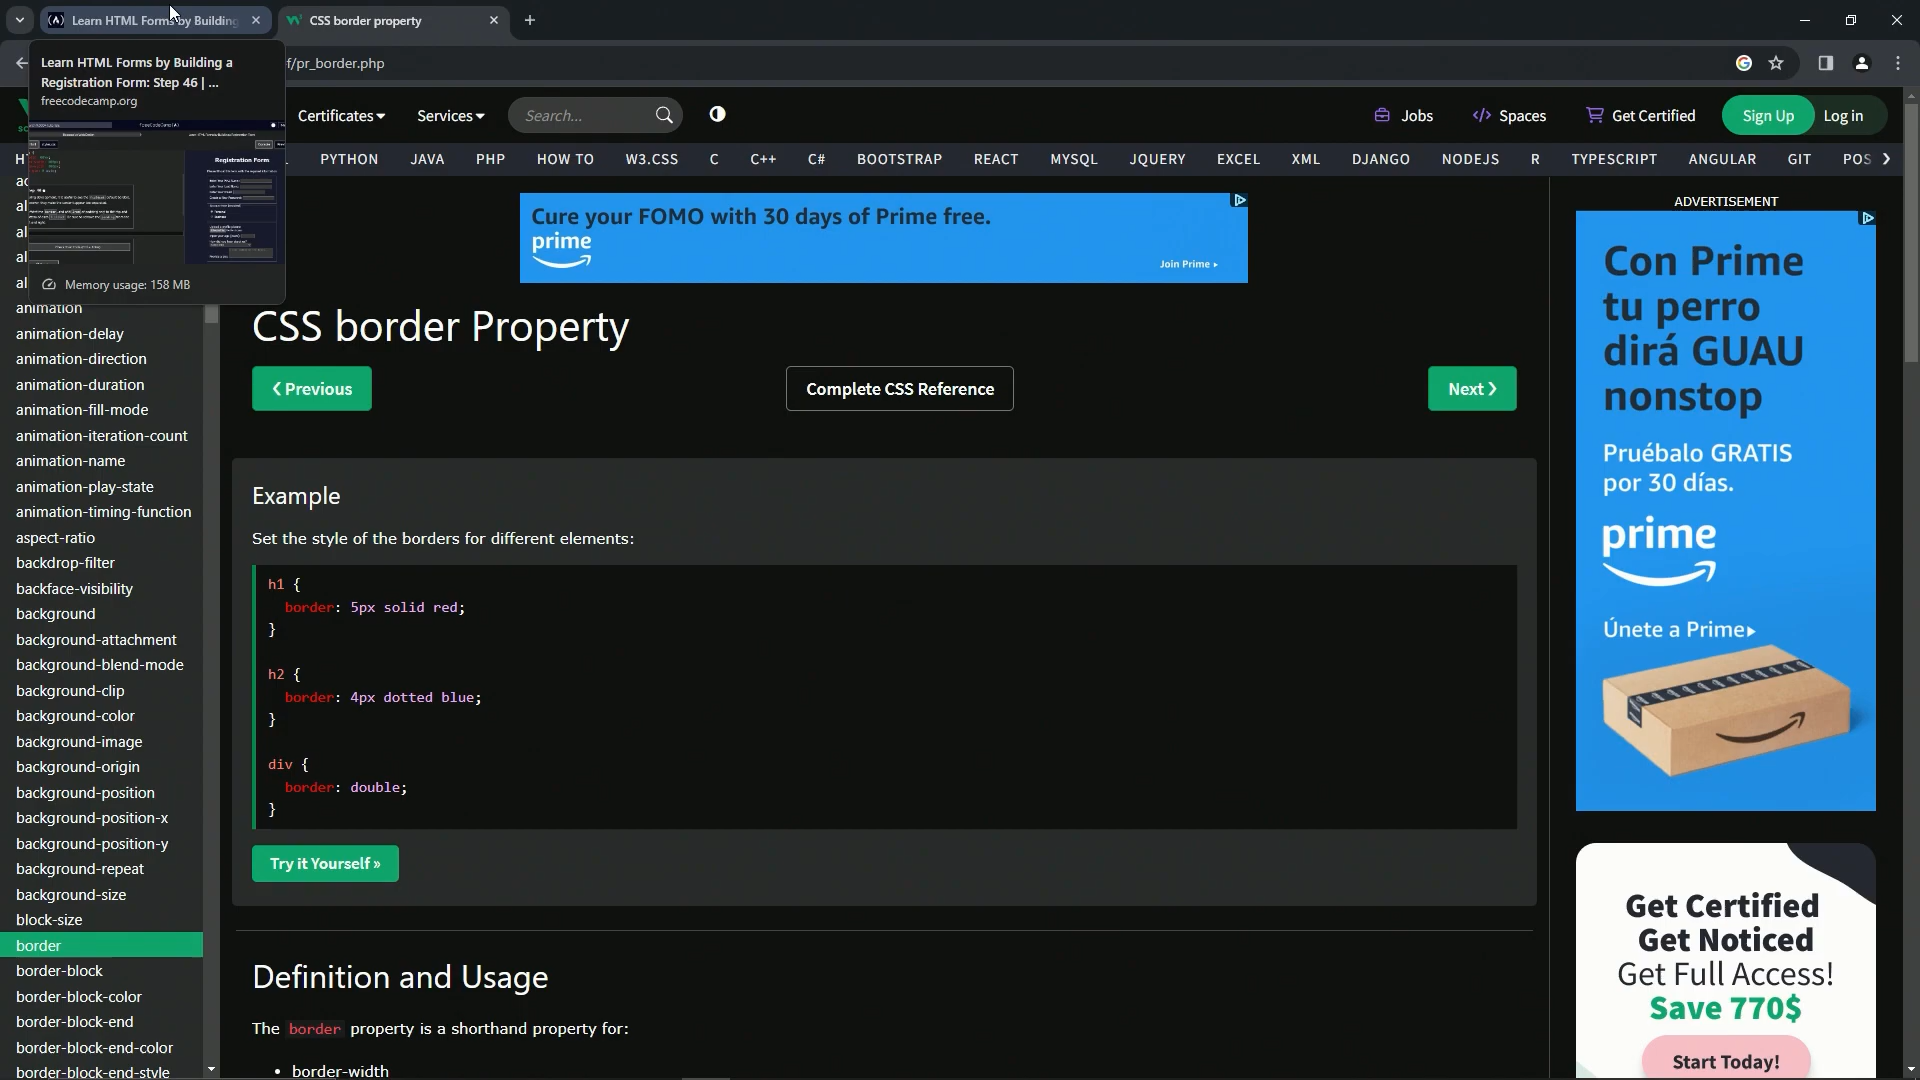 Learn HTML Forms by Building
CSS border property
Learn HTML Forms by Building a
Registration Form: Step 46 | ...
freecodecamp.org
Registration Form
Memory usage: 158 MB
f/pr_border.php
Certificates
Services
Search...
Jobs
Spaces
Get Certified
Sign Up
Log in
PYTHON
JAVA
PHP
HOW TO
W3.CSS
C
C++
C#
BOOTSTRAP
REACT
MYSQL
JQUERY
EXCEL
XML
DJANGO
NODEJS
R
TYPESCRIPT
ANGULAR
GIT
POS
animation
animation-delay
animation-direction
animation-duration
animation-fill-mode
animation-iteration-count
animation-name
animation-play-state
animation-timing-function
aspect-ratio
backdrop-filter
backface-visibility
background
background-attachment
background-blend-mode
background-clip
background-color
background-image
background-origin
background-position
background-position-x
background-position-y
background-repeat
background-size
block-size
border
border-block
border-block-color
border-block-end
border-block-end-color
border-block-end-style
Cure your FOMO with 30 days of Prime free.
prime
Join Prime
CSS border Property
❮ Previous
Complete CSS Reference
Next ❯
Example
Set the style of the borders for different elements:
h1 {
border: 5px solid red;
}
h2 {
border: 4px dotted blue;
}
div {
border: double;
}
Try it Yourself »
Definition and Usage
The border property is a shorthand property for:
• border-width
ADVERTISEMENT
Con Prime
tu perro
dirá GUAU
nonstop
Pruébalo GRATIS
por 30 días.
prime
Únete a Prime
Get Certified
Get Noticed
Get Full Access!
Save 770$
Start Today!